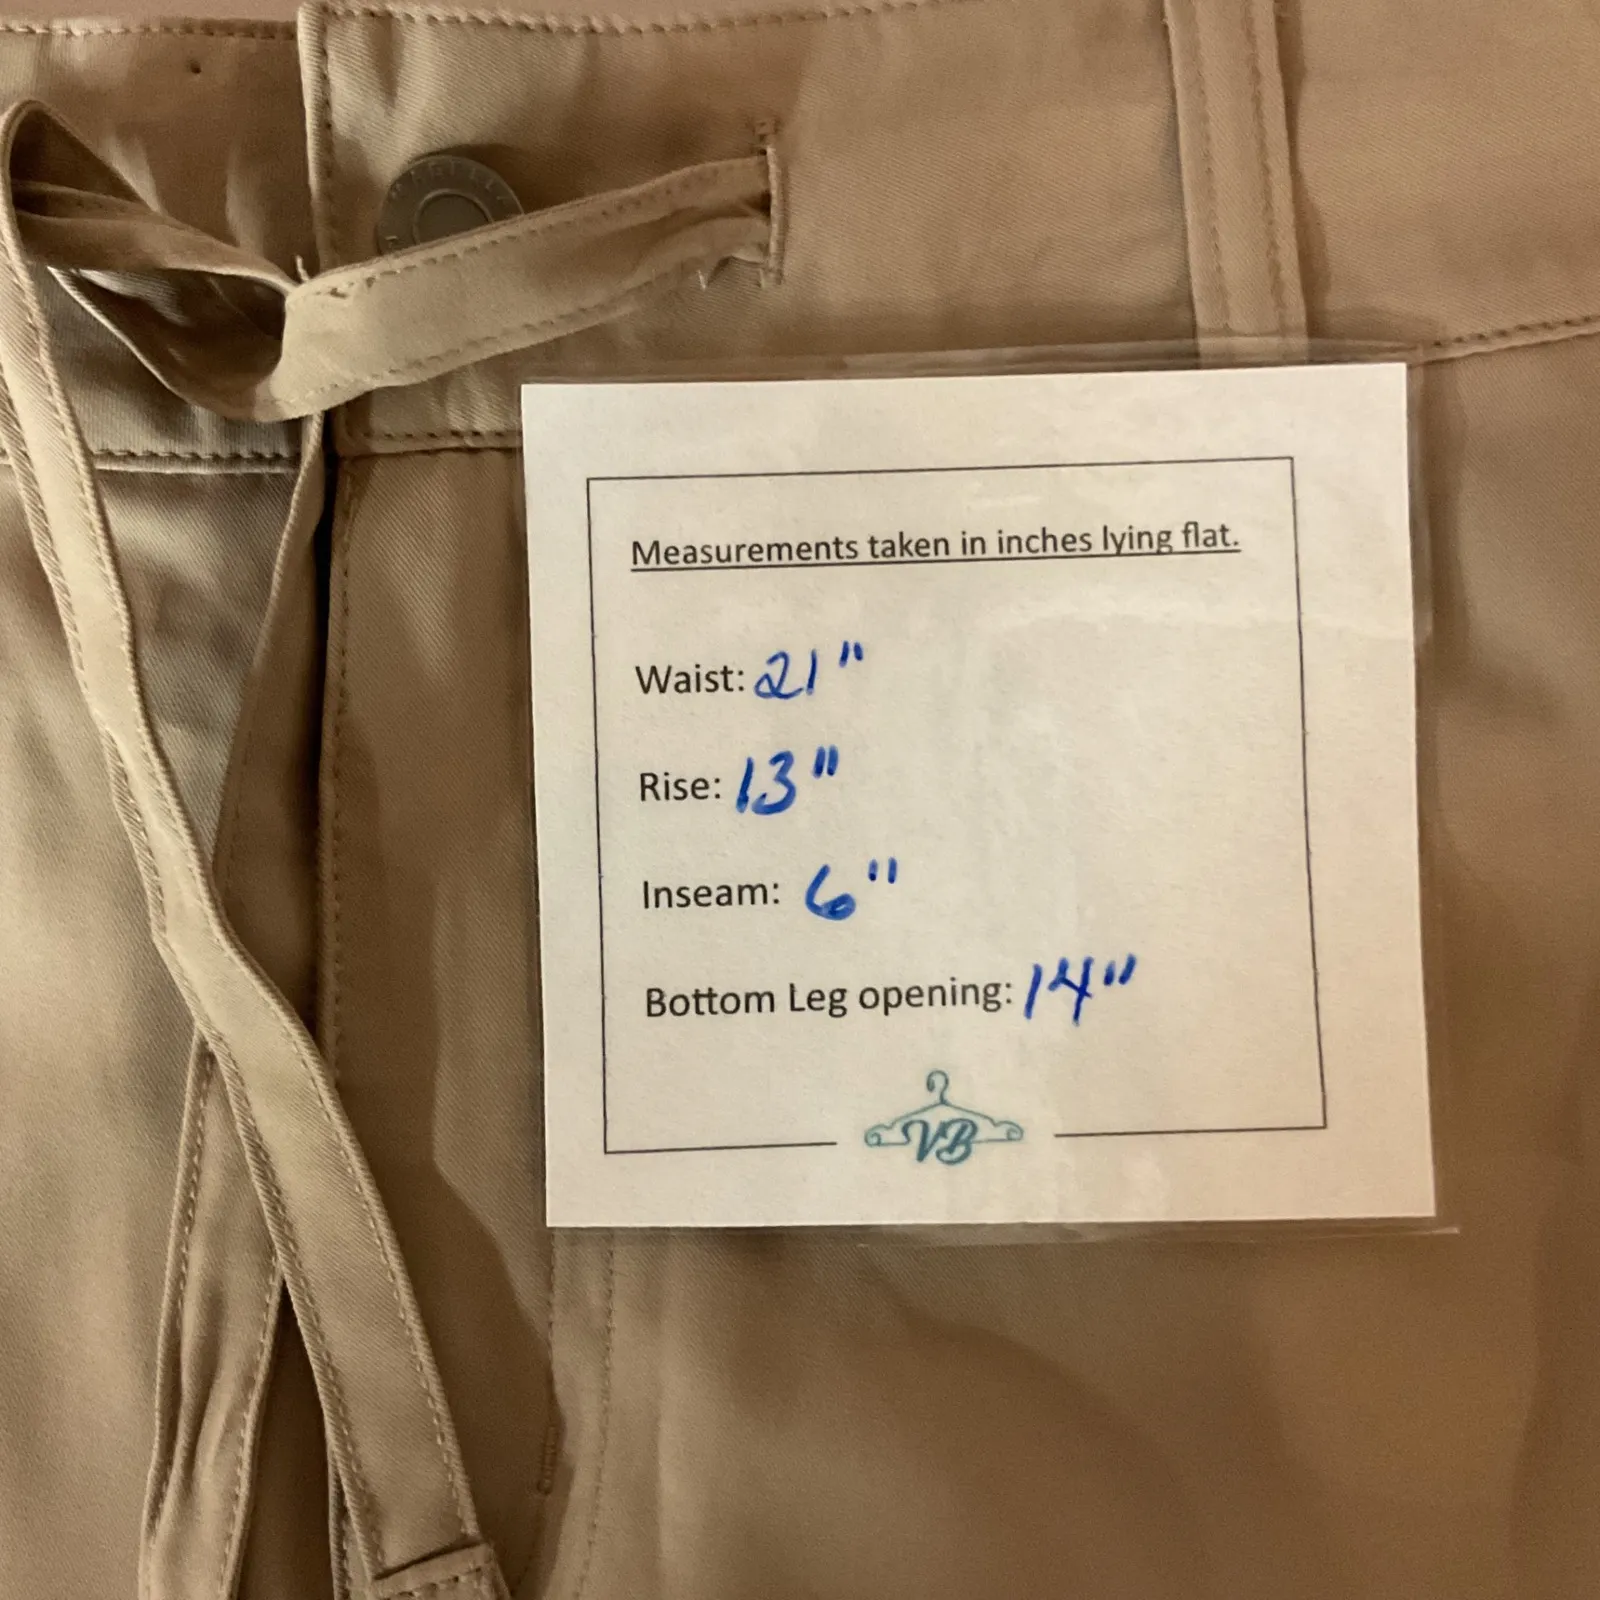 Measurements taken in inches lying flat.
Waist: 21"
Rise: 13"
Inseam: 6"
Bottom Leg opening: 14"
VB